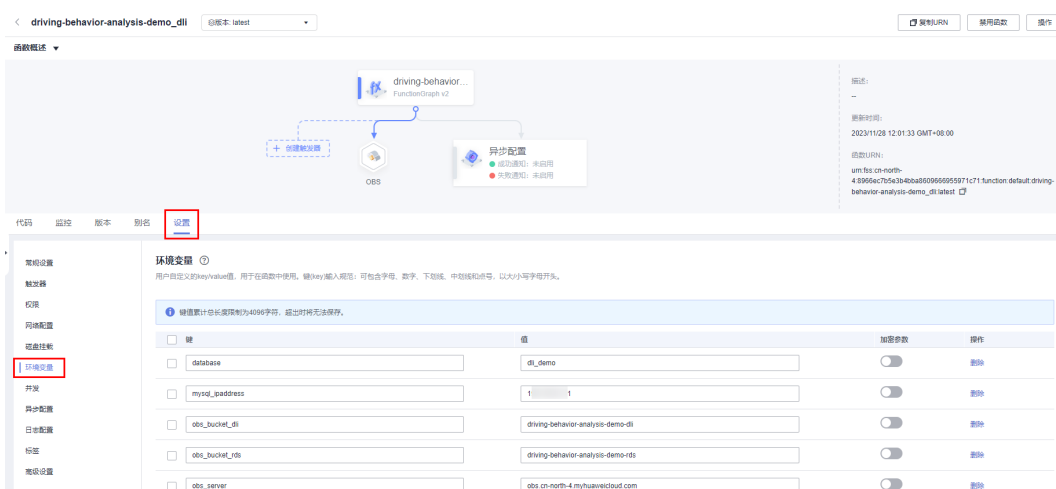 driving-behavior-analysis-demo_dli
版本: latest
复制URN
禁用函数
操作
函数概述
driving-behavior...
FunctionGraph v2
+ 创建触发器
OBS
异步配置
成功通知：未启用
失败通知：未启用
描述:
--
更新时间:
2023/11/28 12:01:33 GMT+08:00
函数URN:
urn:fss:cn-north-
4:8966ec7b5e3b4bba8609666955971c71:function:default:driving-
behavior-analysis-demo_dli:latest
代码 监控 版本 别名 设置
常规设置
触发器
权限
网络配置
磁盘挂载
环境变量
并发
异步配置
日志配置
标签
高级设置
环境变量
用户自定义的key/value值，用于在函数中使用。键(key)输入规范：可包含字母、数字、下划线、中划线和点号，以大/小写字母开头。
键值累计总长度限制为4096字符，超出时将无法保存。
键 值 加密参数 操作
database dli_demo 删除
mysql_ipaddress 1 1 删除
obs_bucket_dli driving-behavior-analysis-demo-dli 删除
obs_bucket_rds driving-behavior-analysis-demo-rds 删除
obs_server obs.cn-north-4.myhuaweicloud.com 删除